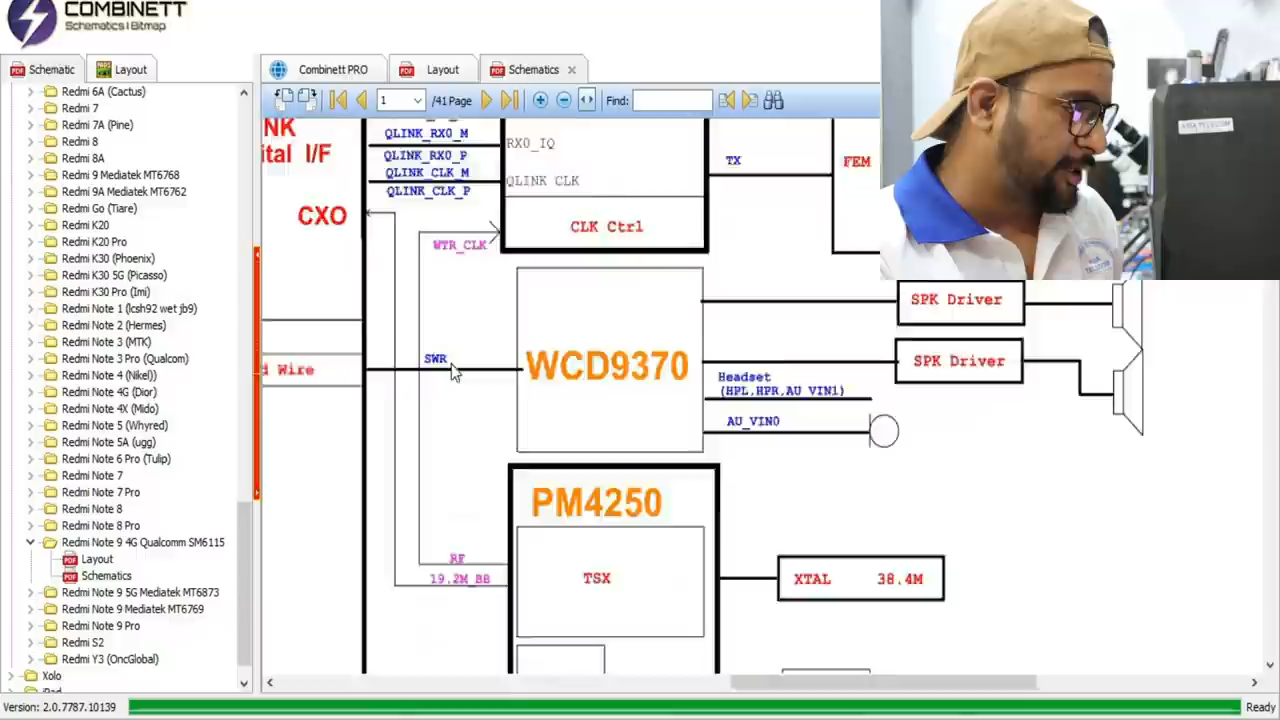 COMBINETT
Schematics | Bitmap
Schematic
Layout
Combinett PRO
Layout
Schematics
1
/41 Page
Find:
Redmi 6A (Cactus)
Redmi 7
Redmi 7A (Pine)
Redmi 8
Redmi 8A
Redmi 9 Mediatek MT6768
Redmi 9A Mediatek MT6762
Redmi Go (Tiare)
Redmi K20
Redmi K20 Pro
Redmi K30 (Phoenix)
Redmi K30 5G (Picasso)
Redmi K30 Pro (Imi)
Redmi Note 1 (lcsh92 wet jb9)
Redmi Note 2 (Hermes)
Redmi Note 3 (MTK)
Redmi Note 3 Pro (Qualcom)
Redmi Note 4 (Nikel))
Redmi Note 4G (Dior)
Redmi Note 4X (Mido)
Redmi Note 5 (Whyred)
Redmi Note 5A (ugg)
Redmi Note 6 Pro (Tulip)
Redmi Note 7
Redmi Note 7 Pro
Redmi Note 8
Redmi Note 8 Pro
Redmi Note 9 4G Qualcomm SM6115
Layout
Schematics
Redmi Note 9 5G Mediatek MT6873
Redmi Note 9 Mediatek MT6769
Redmi Note 9 Pro
Redmi S2
Redmi Y3 (OncGlobal)
Xolo
NK
ital I/F
QLINK_RX0_M
QLINK_RX0_P
QLINK_CLK_M
QLINK_CLK_P
RX0_IQ
QLINK CLK
TX
FEM
CXO
CLK Ctrl
WTR_CLK
SPK Driver
SWR
WCD9370
SPK Driver
Wire
Headset
(HPL,HPR,AU_VIN1)
AU_VIN0
PM4250
RF
19.2M_BB
TSX
XTAL 38.4M
Version: 2.0.7787.10139
Ready